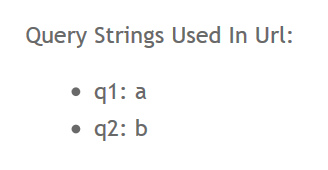 Query Strings Used In Url:
• q1: a
• q2: b